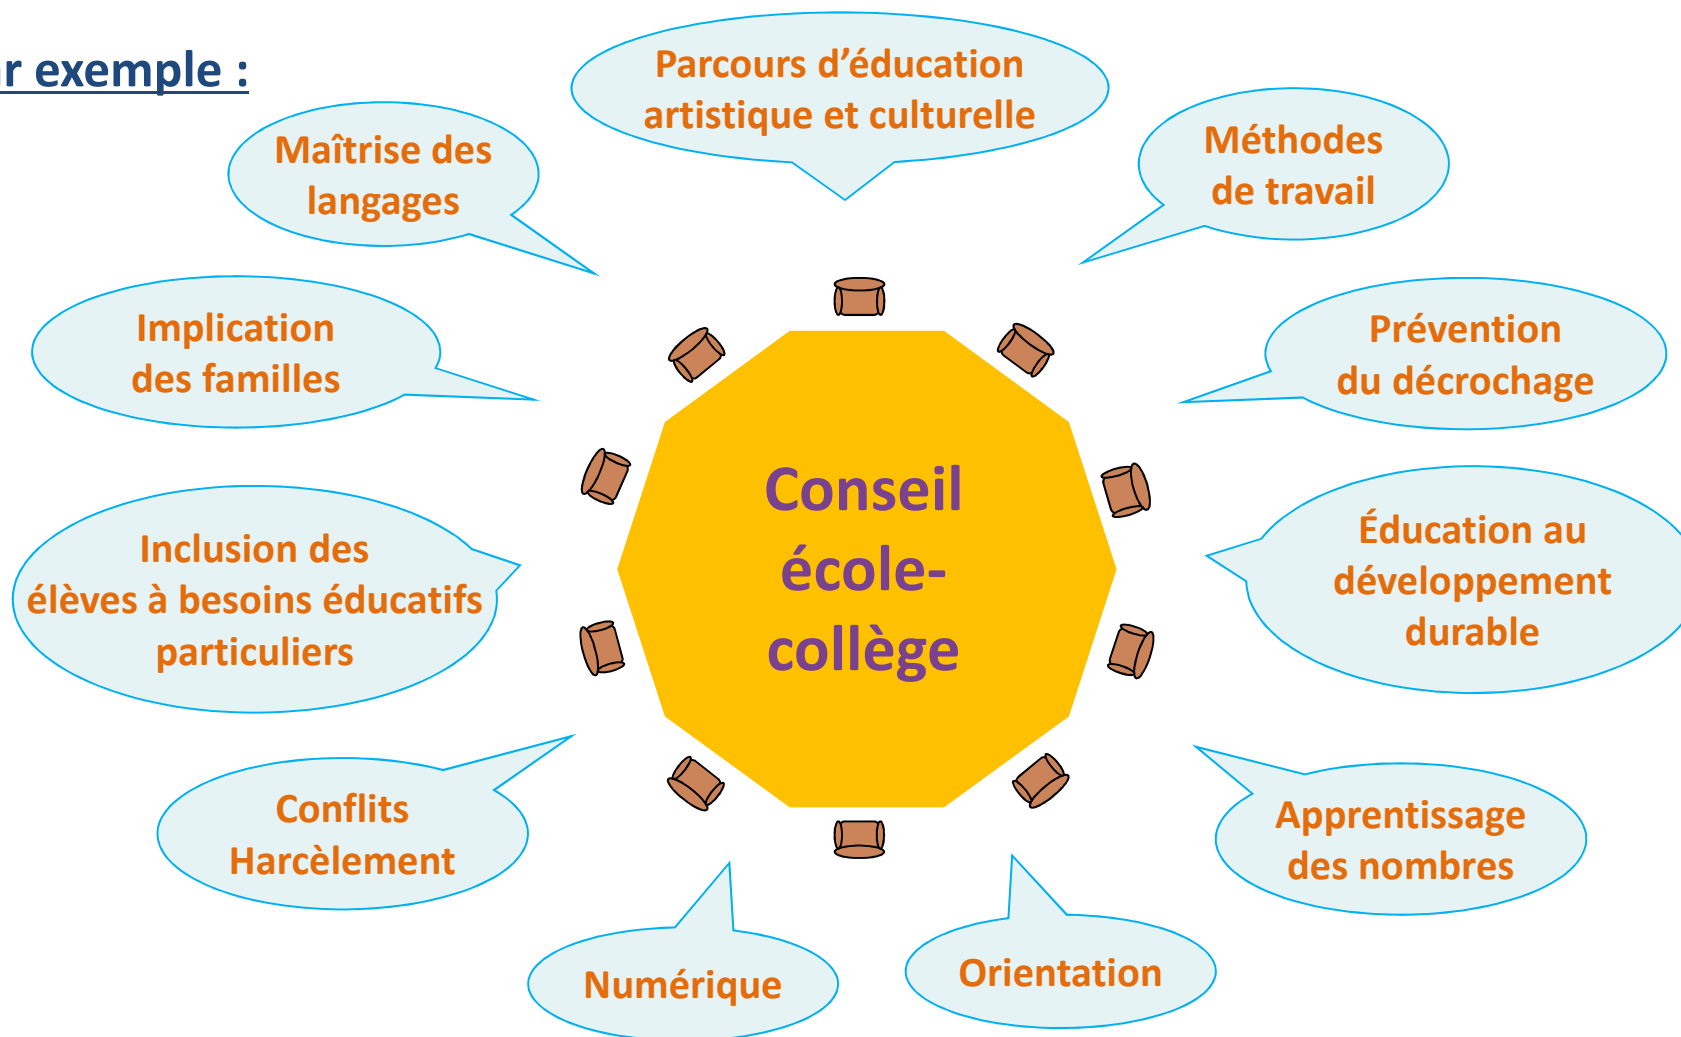 ar exemple :
Parcours d’éducation
artistique et culturelle
Maîtrise des
langages
Méthodes
de travail
Implication
des familles
Prévention
du décrochage
Conseil
école-
collège
Inclusion des
élèves à besoins éducatifs
particuliers
Éducation au
développement
durable
Conflits
Harcèlement
Apprentissage
des nombres
Numérique
Orientation